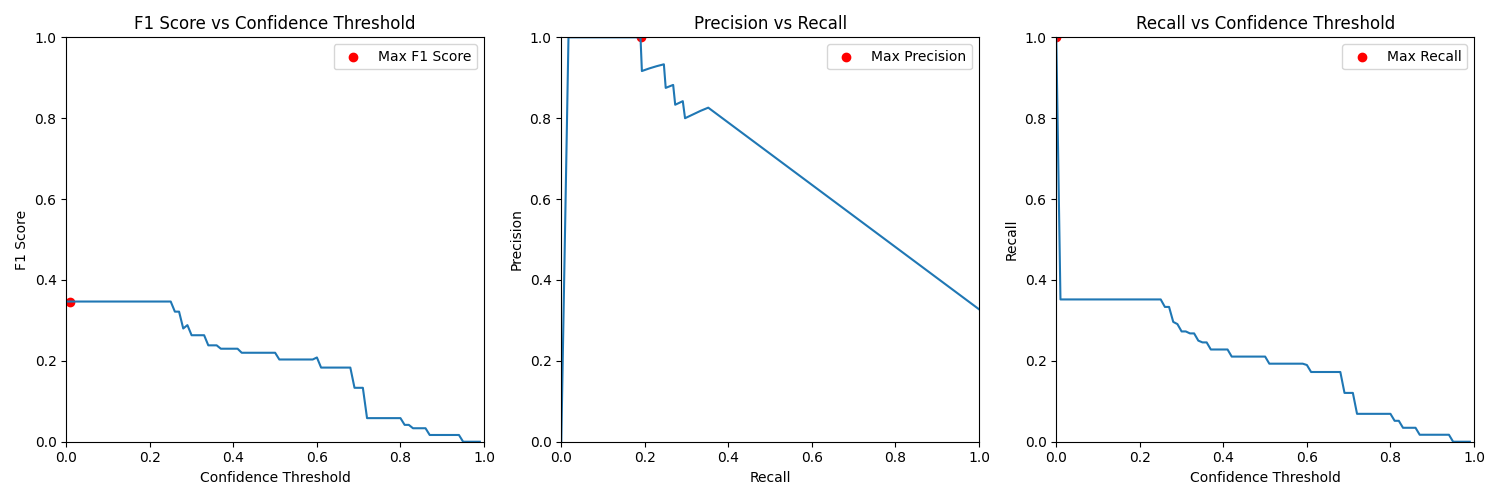 F1 Score vs Confidence Threshold
Max F1 Score
F1 Score
1.0
0.8
0.6
0.4
0.2
0.0
0.0 0.2 0.4 0.6 0.8 1.0
Confidence Threshold
Precision vs Recall
Max Precision
Precision
1.0
0.8
0.6
0.4
0.2
0.0
0.0 0.2 0.4 0.6 0.8 1.0
Recall
Recall vs Confidence Threshold
Max Recall
Recall
1.0
0.8
0.6
0.4
0.2
0.0
0.0 0.2 0.4 0.6 0.8 1.0
Confidence Threshold